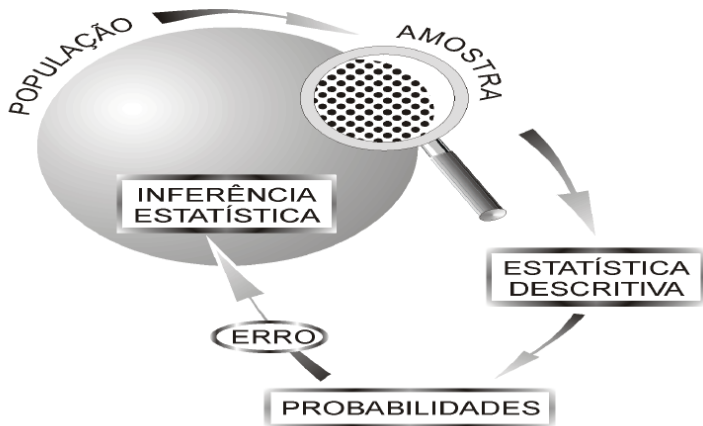 POPULAÇÃO
AMOSTRA
INFERÊNCIA
ESTATÍSTICA
ESTATÍSTICA
DESCRITIVA
ERRO
PROBABILIDADES